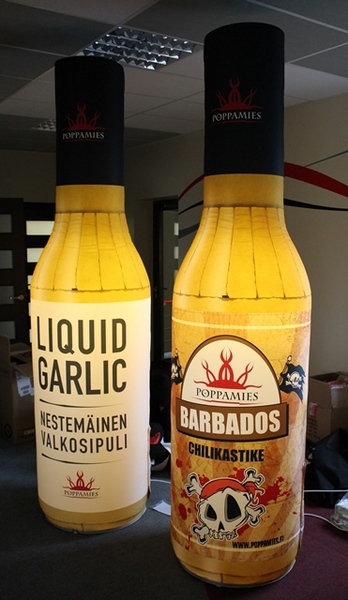 POPPAMIES
LIQUID
GARLIC
NESTEMÄINEN
VALKOSIPULI
POPPAMIES
POPPAMIES
POPPAMIES
BARBADOS
CHILIKASTIKE
WWW.POPPAMIES.FI